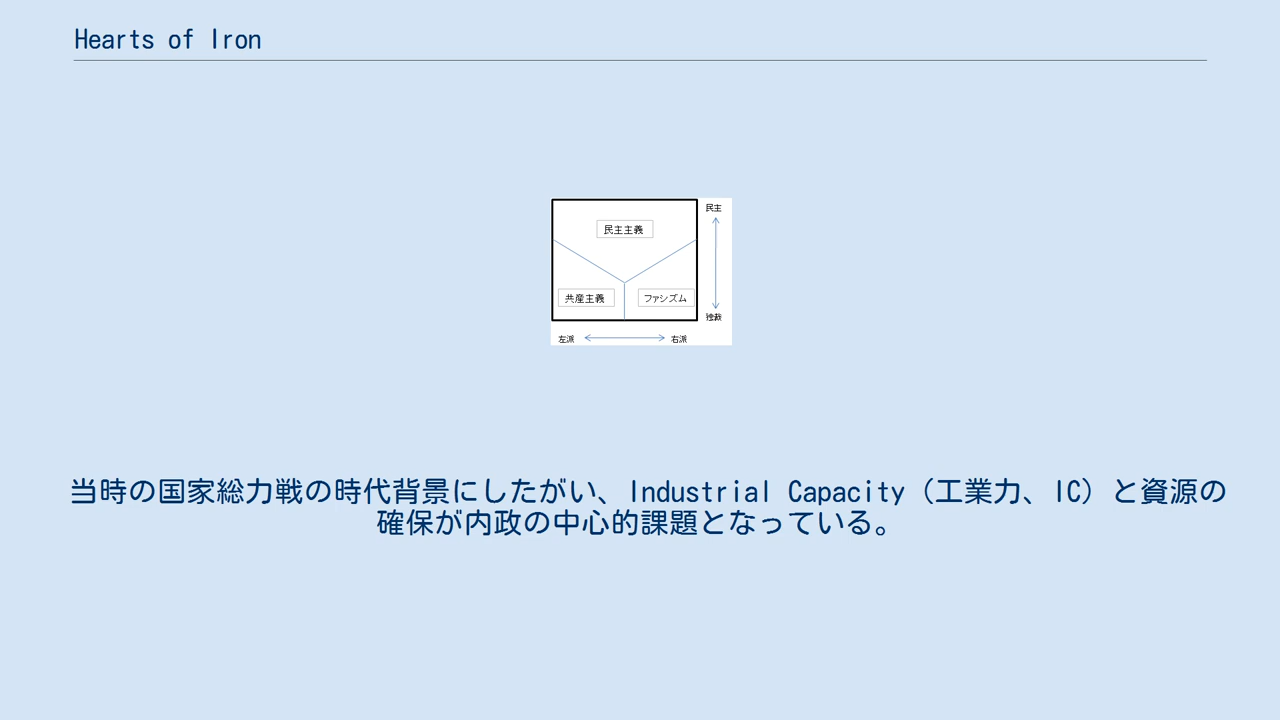 Hearts of Iron
民主
民主主義
共産主義
ファシズム
独裁
左派
右派
当時の国家総力戦の時代背景にしたがい、Industrial Capacity（工業力、IC）と資源の
確保が内政の中心的課題となっている。